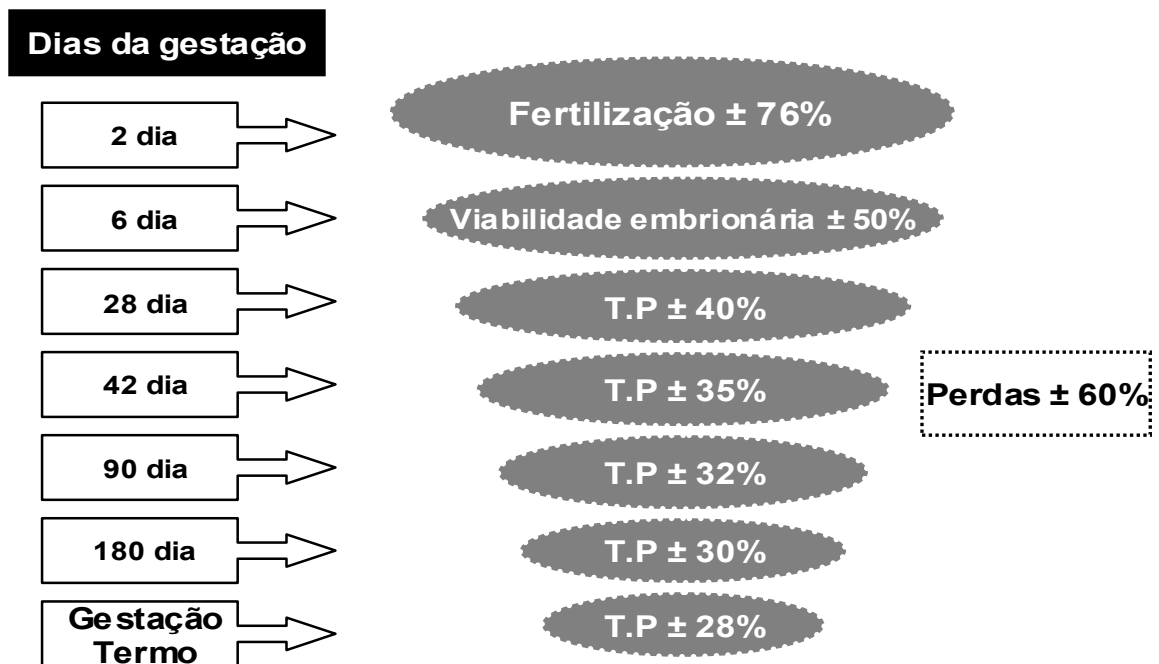 Dias da gestação
2 dia
Fertilização ± 76%
6 dia
Viabilidade embrionária ± 50%
28 dia
T.P ± 40%
42 dia
T.P ± 35%
Perdas ± 60%
90 dia
T.P ± 32%
180 dia
T.P ± 30%
Gestação
Termo
T.P ± 28%